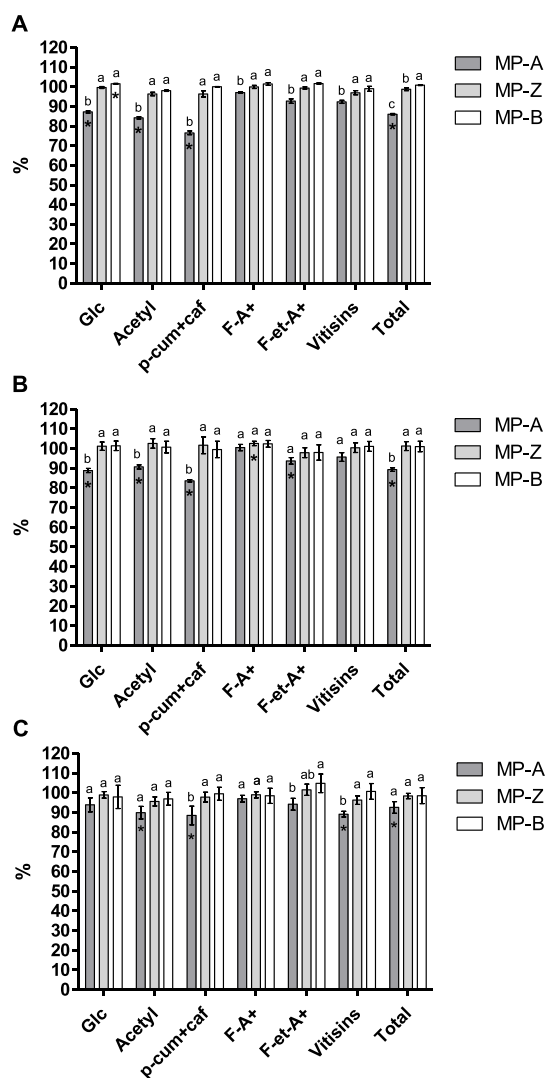 A
120
110
100
90
80
70
60
50
40
30
20
10
0
%
b a a b a a b a a b a a b a a b a a c a a
* * * * *
Glc Acetyl p-cum+caf F-A+ F-et-A+ Vitisins Total
MP-A
MP-Z
MP-B
B
120
110
100
90
80
70
60
50
40
30
20
10
0
%
b a a b a a b a a a a a a a a a a a b a a
* * * * * *
Glc Acetyl p-cum+caf F-A+ F-et-A+ Vitisins Total
MP-A
MP-Z
MP-B
C
120
110
100
90
80
70
60
50
40
30
20
10
0
%
a a a a a a b a a a a a b ab a b a a a a a
* * * *
Glc Acetyl p-cum+caf F-A+ F-et-A+ Vitisins Total
MP-A
MP-Z
MP-B